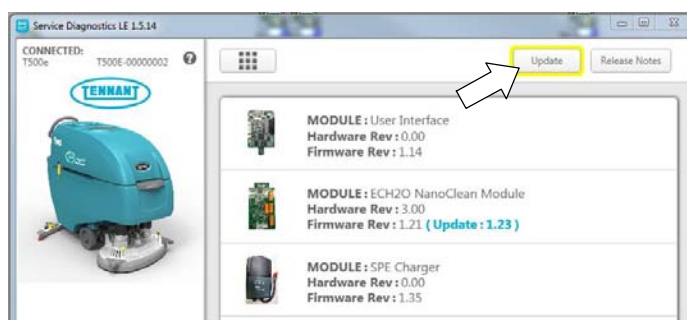 Service Diagnostics LE 1.5.14
CONNECTED:
T500e T500E-00000002 ?
Update Release Notes
TENNANT
MODULE : User Interface
Hardware Rev : 0.00
Firmware Rev : 1.14
MODULE : ECH2O NanoClean Module
Hardware Rev : 3.00
Firmware Rev : 1.21 ( Update : 1.23 )
MODULE : SPE Charger
Hardware Rev : 0.00
Firmware Rev : 1.35